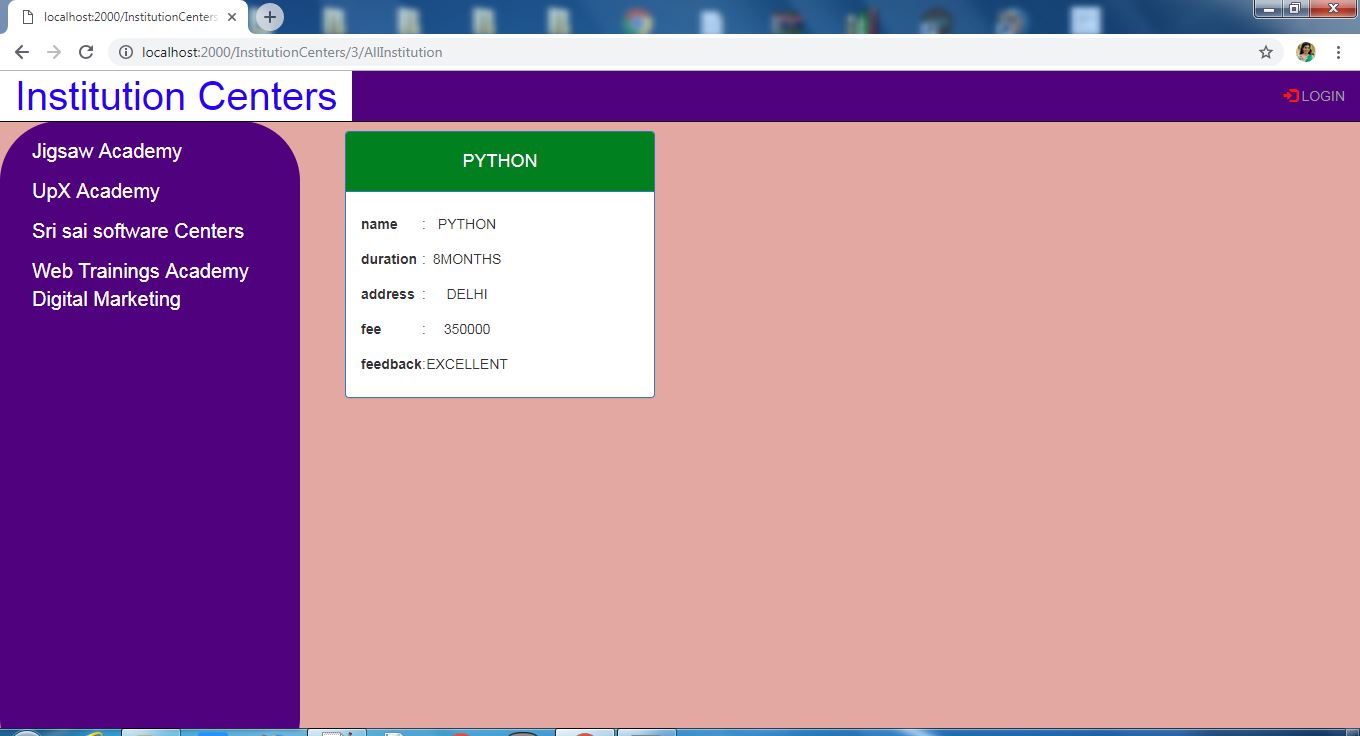 localhost:2000/InstitutionCenters
localhost:2000/InstitutionCenters/3/AllInstitution
Institution Centers
LOGIN
Jigsaw Academy
UpX Academy
Sri sai software Centers
Web Trainings Academy
Digital Marketing
PYTHON
name : PYTHON
duration : 8MONTHS
address : DELHI
fee : 350000
feedback:EXCELLENT